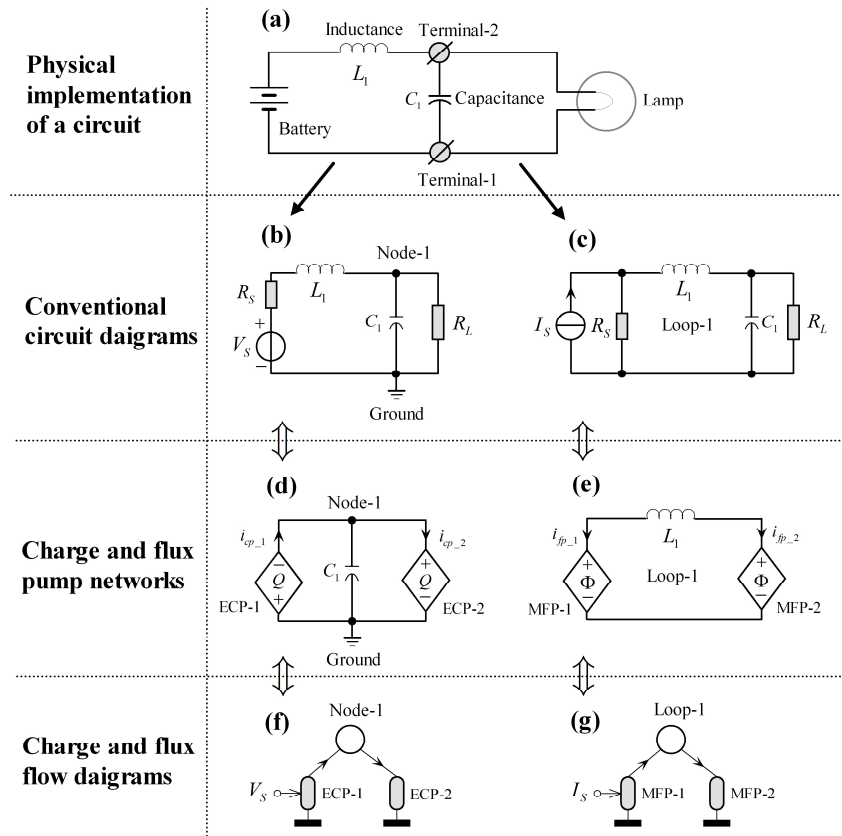 (a)
Physical
implementation
of a circuit
Inductance
Terminal-2
L1
C1
Capacitance
Lamp
Battery
Terminal-1
Conventional
circuit daigrams
(b)
Node-1
L1
RS
+
VS
−
C1
RL
Ground
(c)
L1
IS
RS
Loop-1
C1
RL
Charge and flux
pump networks
(d)
Node-1
icp_1
icp_2
C1
−
Q
+
+
Q
−
ECP-1
ECP-2
Ground
(e)
ifp_1
L1
ifp_2
+
Φ
−
Loop-1
+
Φ
−
MFP-1
MFP-2
Charge and flux
flow daigrams
(f)
Node-1
VS
ECP-1
ECP-2
(g)
Loop-1
IS
MFP-1
MFP-2